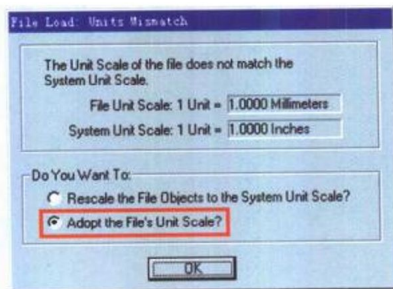 File Load: Units Mismatch
The Unit Scale of the file does not match the
System Unit Scale.
File Unit Scale: 1 Unit = 1.0000 Millimeters
System Unit Scale: 1 Unit = 1.0000 Inches
Do You Want To:
Rescale the File Objects to the System Unit Scale?
Adopt the File's Unit Scale?
OK